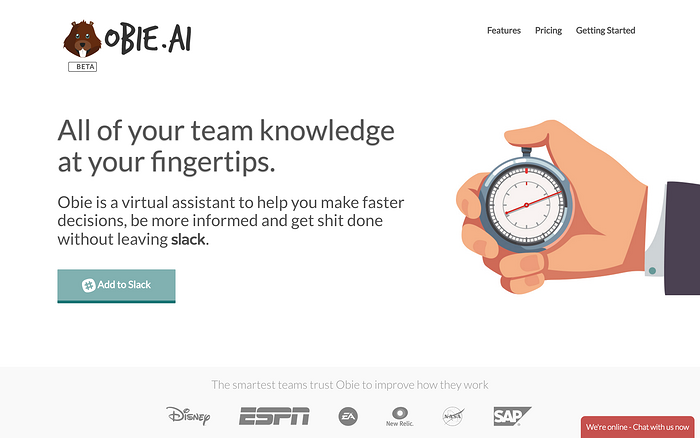 OBIE.AI
BETA
Features Pricing Getting Started
All of your team knowledge
at your fingertips.
Obie is a virtual assistant to help you make faster
decisions, be more informed and get shit done
without leaving slack.
Add to Slack
The smartest teams trust Obie to improve how they work
Disney ESPN EA New Relic. NASA SAP
We're online - Chat with us now